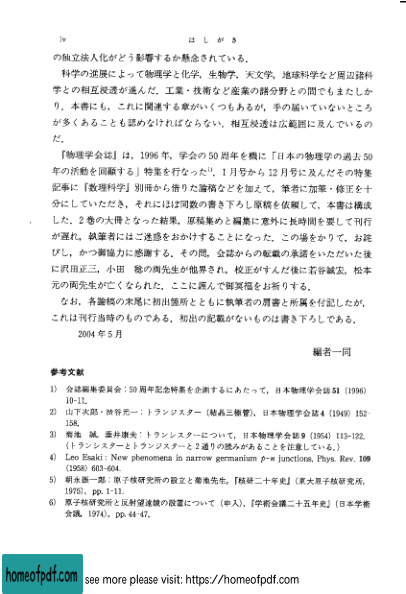 iv　はしがき
の独立法人化がどう影響するか懸念されている.
科学の進展によって物理学と化学, 生物学, 天文学, 地球科学など周辺諸科
学との相互浸透が進んだ. 工業・技術など産業の諸分野との間でもまたしか
り. 本書にも, これに関連する章がいくつもあるが, 手の届いていないところ
が多くあることも認めなければならない. 相互浸透は広範囲に及んでいるの
だ.
『物理学会誌』は, 1996年, 学会の50周年を機に「日本の物理学の過去50
年の活動を回顧する」特集を行なった1). 1月号から12月号に及んだその特集
記事に『数理科学』別冊から借りた論稿などを加えて, 筆者に加筆・修正を十
分にしていただき, それにほぼ同数の書き下ろし原稿を依頼して, 本書は構成
した. 2巻の大冊となった結果, 原稿集めと編集に意外に長時間を要して刊行
が遅れ, 執筆者にはご迷惑をおかけすることになった. この場をかりて, お詫
びし, かつ御協力に感謝する. その間, 会誌からの転載の承諾をいただいた後
に沢田正三, 小田 稔の両先生が他界され, 校正がすんだ後に若谷誠宏, 松本
元の両先生が亡くなられた. ここに謹んで御冥福をお祈りする.
なお, 各論稿の末尾に初出箇所とともに執筆者の肩書と所属を付記したが,
これは刊行当時のものである. 初出の記載がないものは書き下ろしである.
2004年5月
編者一同
参考文献
1) 会誌編集委員会：50周年記念特集を企画するにあたって, 日本物理学会誌 51 (1996)
10-11.
2) 山下次郎・渋谷元一：トランジスター（結晶三極管）, 日本物理学会誌 4 (1949) 152-
158.
3) 菊池 誠, 垂井康夫：トランシスターについて, 日本物理学会誌 9 (1954) 113-122.
（トランシスターとトランジスターと2通りの読みがあることを注意している.）
4) Leo Esaki : New phenomena in narrow germanium p-n junctions, Phys. Rev. 109
(1958) 603-604.
5) 朝永振一郎：原子核研究所の設立と菊池先生,『核研二十年史』（東大原子核研究所,
1975), pp. 1-11.
6) 原子核研究所と反射望遠鏡の設置について（申入）,『学術会議二十五年史』（日本学術
会議, 1974), pp. 44-47.
homeofpdf.com see more please visit: https://homeofpdf.com